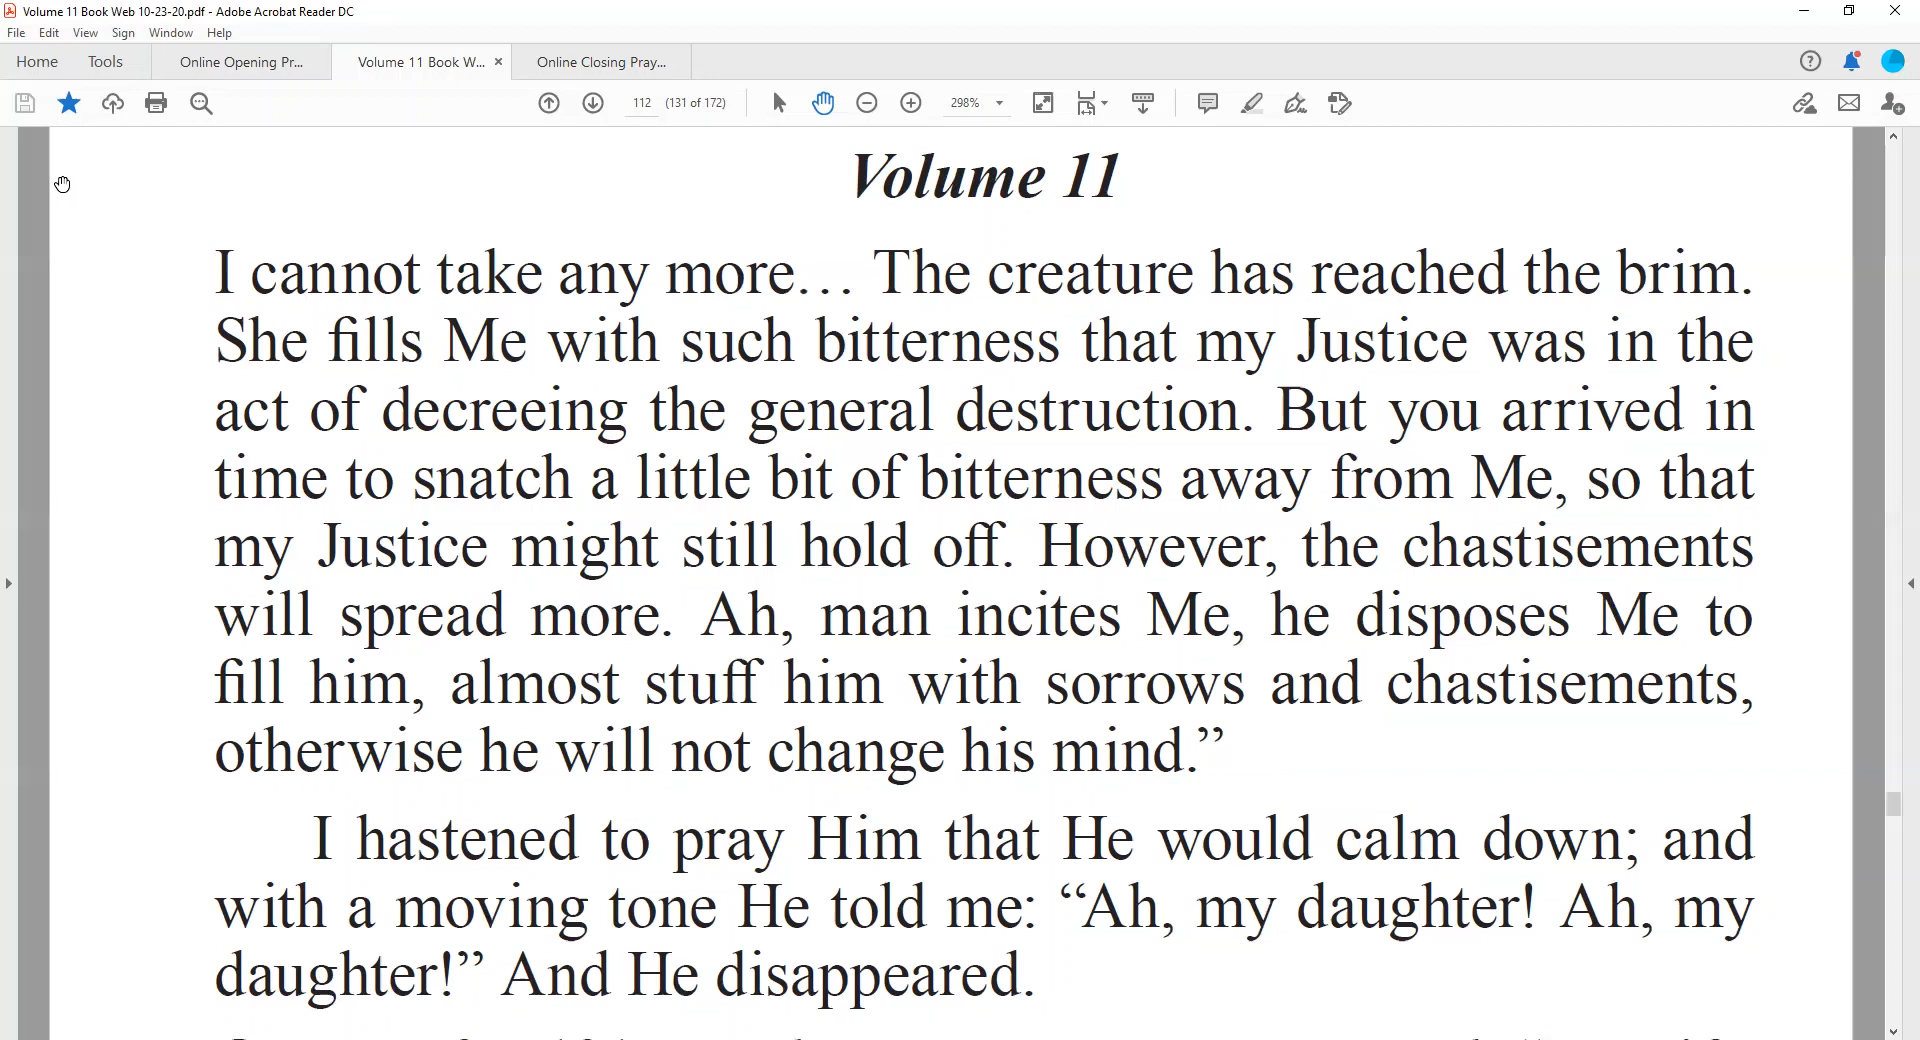 Volume 11 Book Web 10-23-20.pdf - Adobe Acrobat Reader DC
File Edit View Sign Window Help
Home Tools Online Opening Pr... Volume 11 Book W... × Online Closing Pray...
112 (131 of 172) 298%
Volume 11
I cannot take any more… The creature has reached the brim.
She fills Me with such bitterness that my Justice was in the
act of decreeing the general destruction. But you arrived in
time to snatch a little bit of bitterness away from Me, so that
my Justice might still hold off. However, the chastisements
will spread more. Ah, man incites Me, he disposes Me to
fill him, almost stuff him with sorrows and chastisements,
otherwise he will not change his mind.”
I hastened to pray Him that He would calm down; and
with a moving tone He told me: “Ah, my daughter! Ah, my
daughter!” And He disappeared.